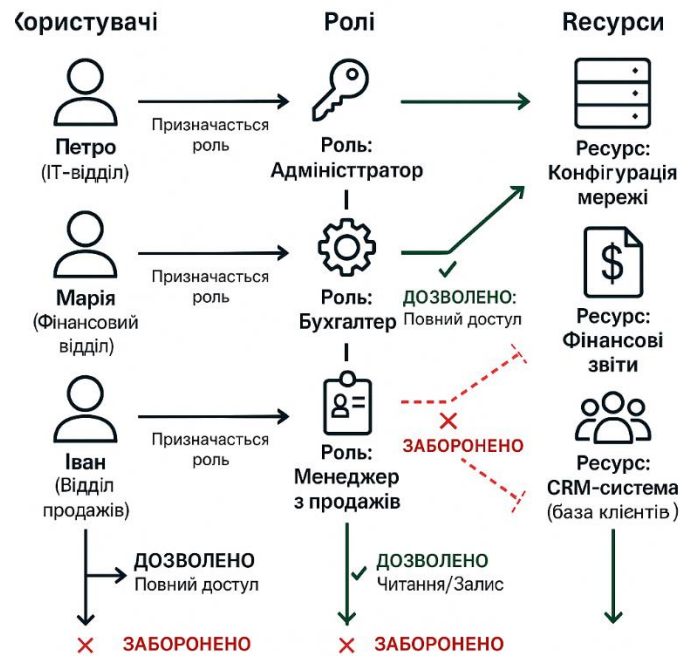 Користувачі
Ролі
Rесурси
Петро
(ІТ-відділ)
Призначається
роль
Роль:
Адміністтратор
Ресурс:
Конфігурація
мережі
Марія
(Фінансовий
відділ)
Призначається
роль
Роль:
Бухгалтер
ДОЗВОЛЕНО:
Повний доступ
$
Ресурс:
Фінансові
звіти
Іван
(Відділ
продажів)
Призначається
роль
Роль:
Менеджер
з продажів
ЗАБОРОНЕНО
Ресурс:
CRM-система
(база клієнтів)
ДОЗВОЛЕНО
Повний доступ
ДОЗВОЛЕНО
Читання/Залис
ЗАБОРОНЕНО
ЗАБОРОНЕНО